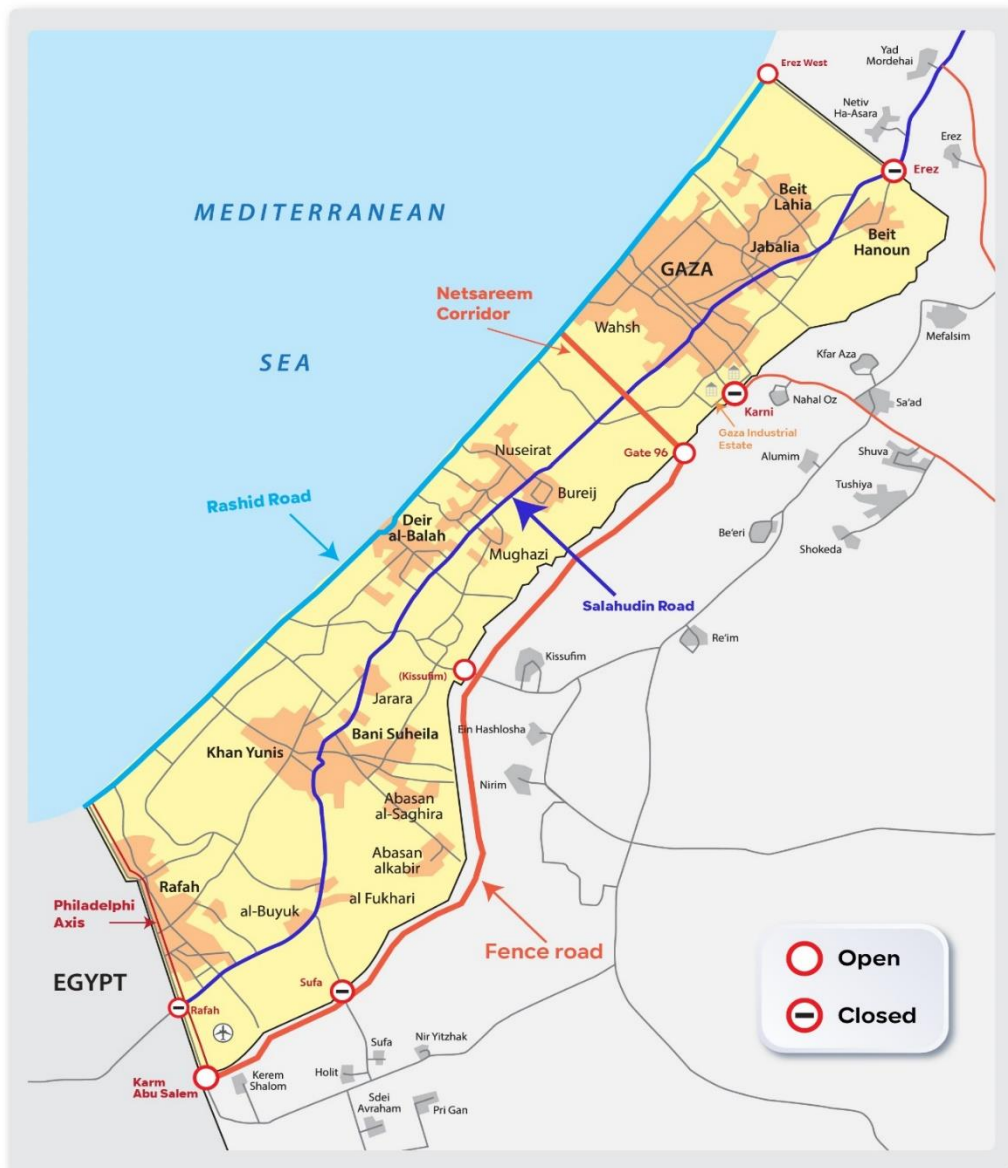 Erez West
Yad
Mordehai
Netiv
Ha-Asara
Erez
Erez
MEDITERRANEAN
SEA
Beit
Lahia
Jabalia
Beit
Hanoun
GAZA
Netsareem
Corridor
Wahsh
Mefalsim
Kfar Aza
Karni
Nahal Oz
Sa'ad
Gaza Industrial
Estate
Gate 96
Alumim
Shuva
Tushiya
Nuseirat
Bureij
Rashid Road
Deir
al-Balah
Mughazi
Be'eri
Shokeda
Salahudin Road
Re'im
Kissufim
(Kissufim)
Jarara
Ein Hashlosha
Bani Suheila
Khan Yunis
Nirim
Abasan
al-Saghira
Abasan
alkabir
Rafah
al Fukhari
al-Buyuk
Philadelphi
Axis
Fence road
EGYPT
Open
Closed
Sufa
Rafah
Karm
Abu Salem
Kerem
Shalom
Sufa
Nir Yitzhak
Holit
Sdei
Avraham
Pri Gan